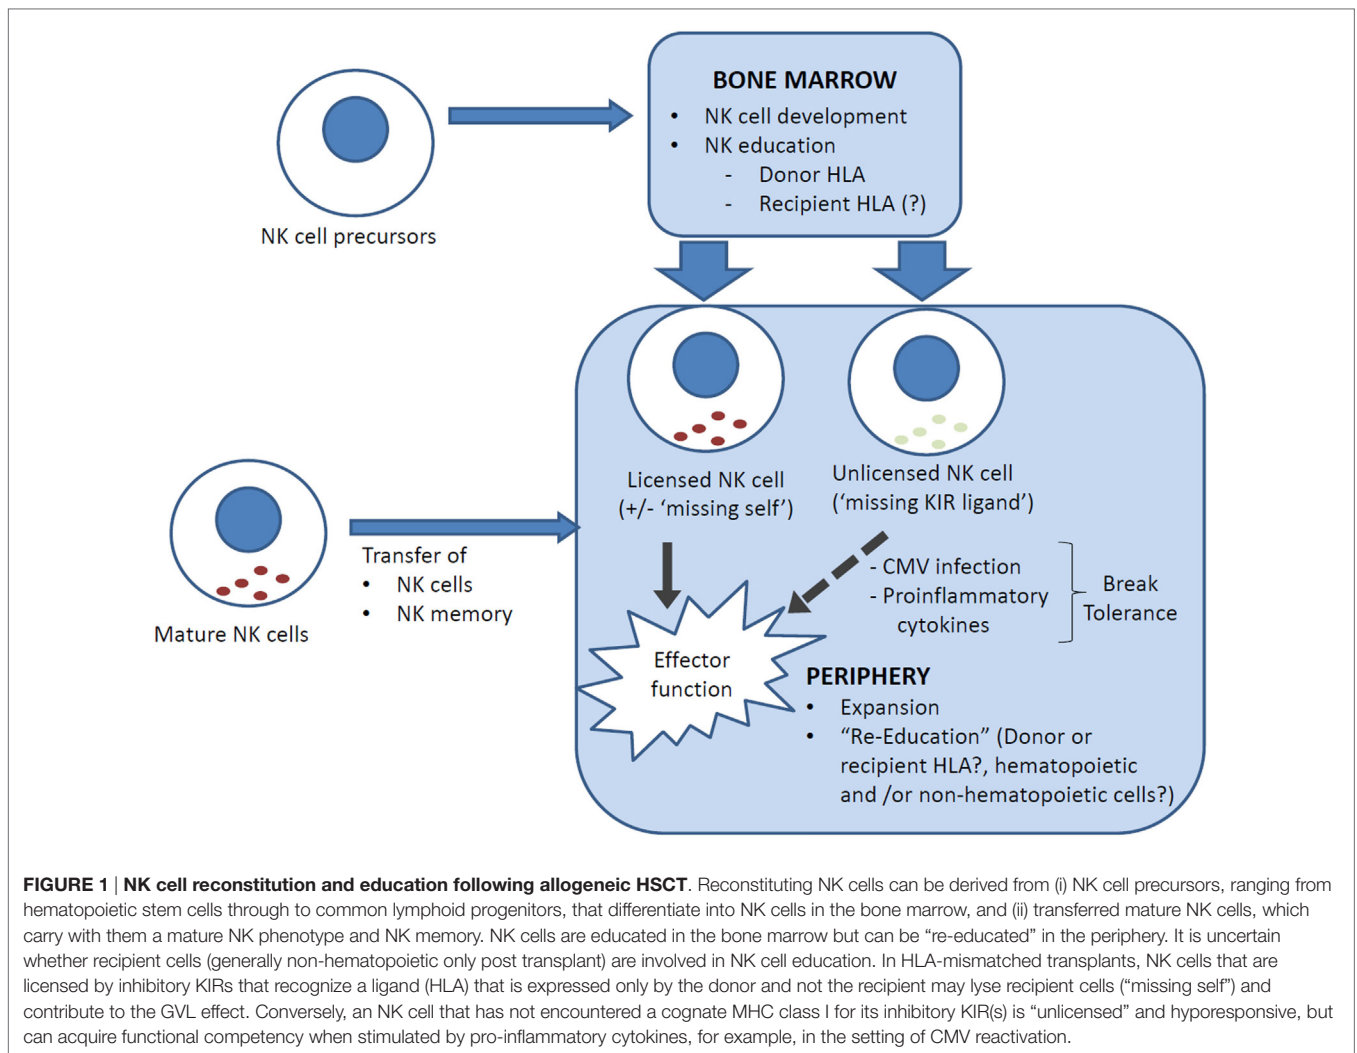 BONE MARROW
• NK cell development
• NK education
- Donor HLA
- Recipient HLA (?)
NK cell precursors
Licensed NK cell
(+/- ‘missing self’)
Unlicensed NK cell
(‘missing KIR ligand’)
Transfer of
• NK cells
• NK memory
Mature NK cells
- CMV infection
- Proinflammatory
cytokines
Break
Tolerance
Effector
function
PERIPHERY
• Expansion
• “Re-Education” (Donor or
recipient HLA?, hematopoietic
and /or non-hematopoietic cells?)
FIGURE 1 | NK cell reconstitution and education following allogeneic HSCT. Reconstituting NK cells can be derived from (i) NK cell precursors, ranging from
hematopoietic stem cells through to common lymphoid progenitors, that differentiate into NK cells in the bone marrow, and (ii) transferred mature NK cells, which
carry with them a mature NK phenotype and NK memory. NK cells are educated in the bone marrow but can be “re-educated” in the periphery. It is uncertain
whether recipient cells (generally non-hematopoietic only post transplant) are involved in NK cell education. In HLA-mismatched transplants, NK cells that are
licensed by inhibitory KIRs that recognize a ligand (HLA) that is expressed only by the donor and not the recipient may lyse recipient cells (“missing self”) and
contribute to the GVL effect. Conversely, an NK cell that has not encountered a cognate MHC class I for its inhibitory KIR(s) is “unlicensed” and hyporesponsive, but
can acquire functional competency when stimulated by pro-inflammatory cytokines, for example, in the setting of CMV reactivation.